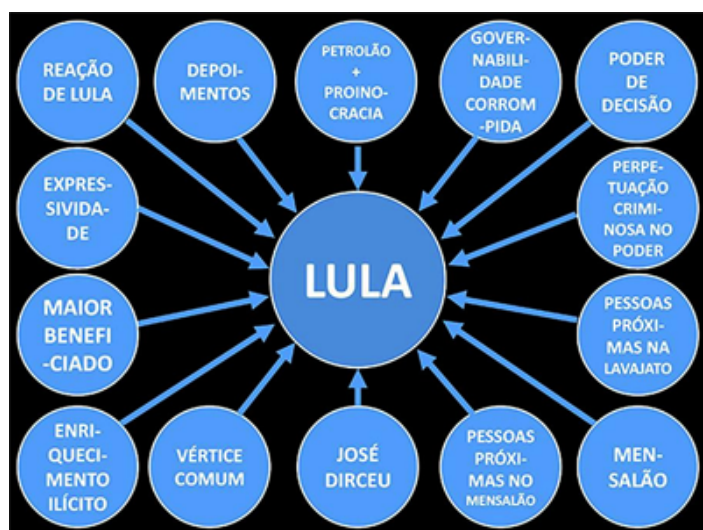 REAÇÃO
DE LULA
DEPOI-
MENTOS
PETROLÃO
+
PROINO-
CRACIA
GOVER-
NABILI-
DADE
CORROM-
-PIDA
PODER
DE
DECISÃO
EXPRES-
SIVIDA-
DE
LULA
PERPE-
TUAÇÃO
CRIMI-
NOSA NO
PODER
MAIOR
BENEFI
-CIADO
PESSOAS
PRÓXI-
MAS NA
LAVAJATO
ENRI-
QUECI-
MENTO
ILÍCITO
VÉRTICE
COMUM
JOSÉ
DIRCEU
PESSOAS
PRÓXI-
MAS NO
MENSALÃO
MEN-
SALÃO